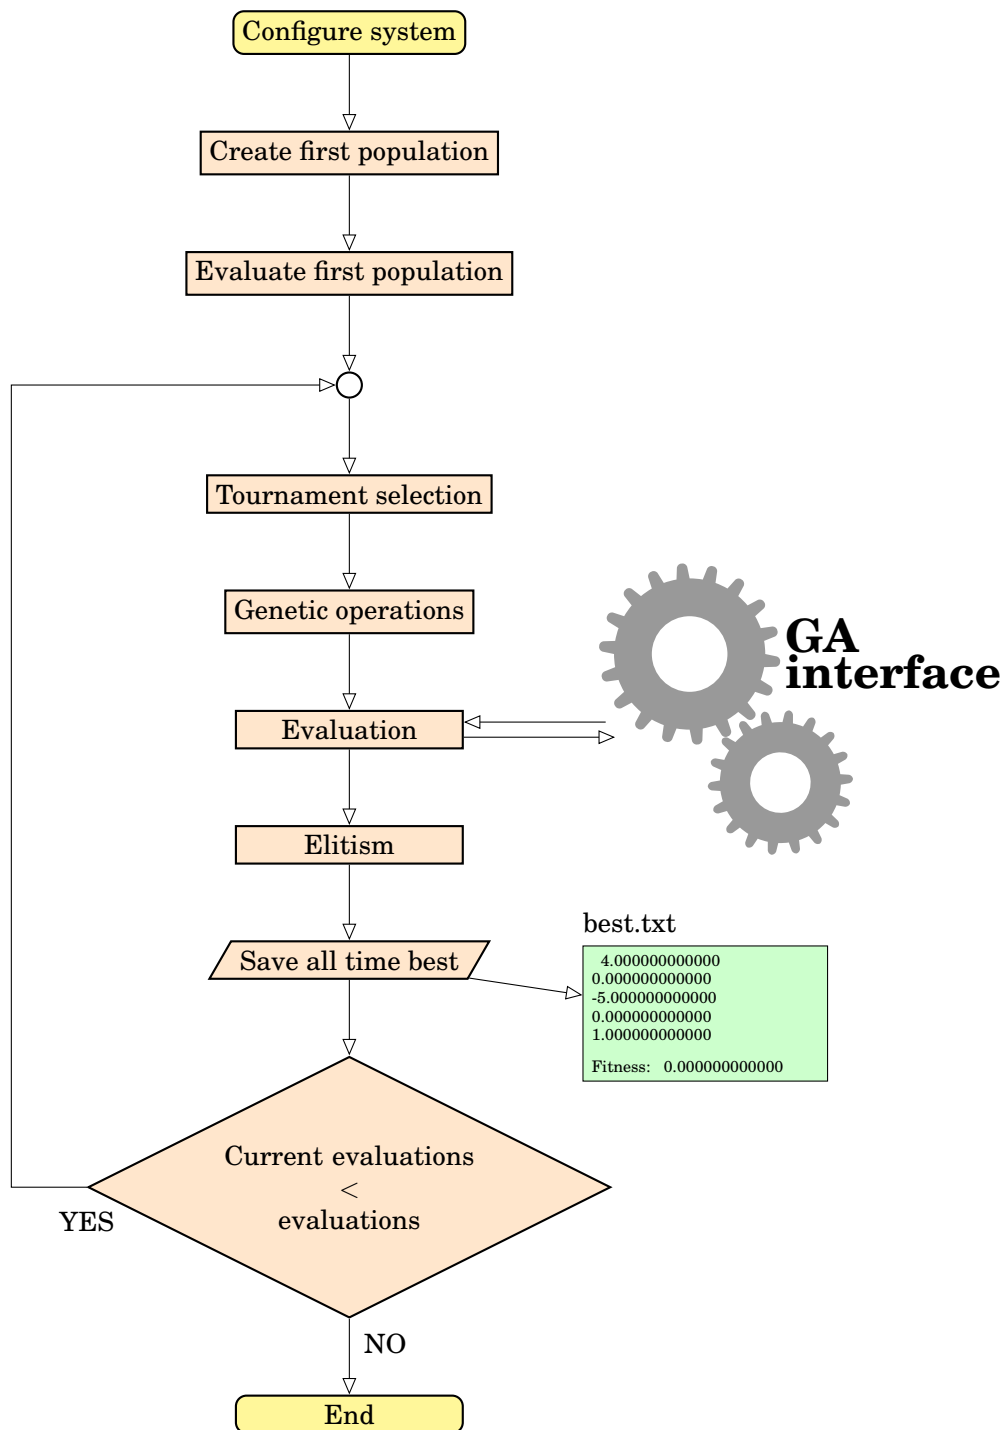 Configure system
Create first population
Evaluate first population
Tournament selection
Genetic operations
GA
interface
Evaluation
Elitism
best.txt
Save all time best
4.000000000000
0.000000000000
-5.000000000000
0.000000000000
1.000000000000
Fitness: 0.000000000000
Current evaluations
<
evaluations
YES
NO
End